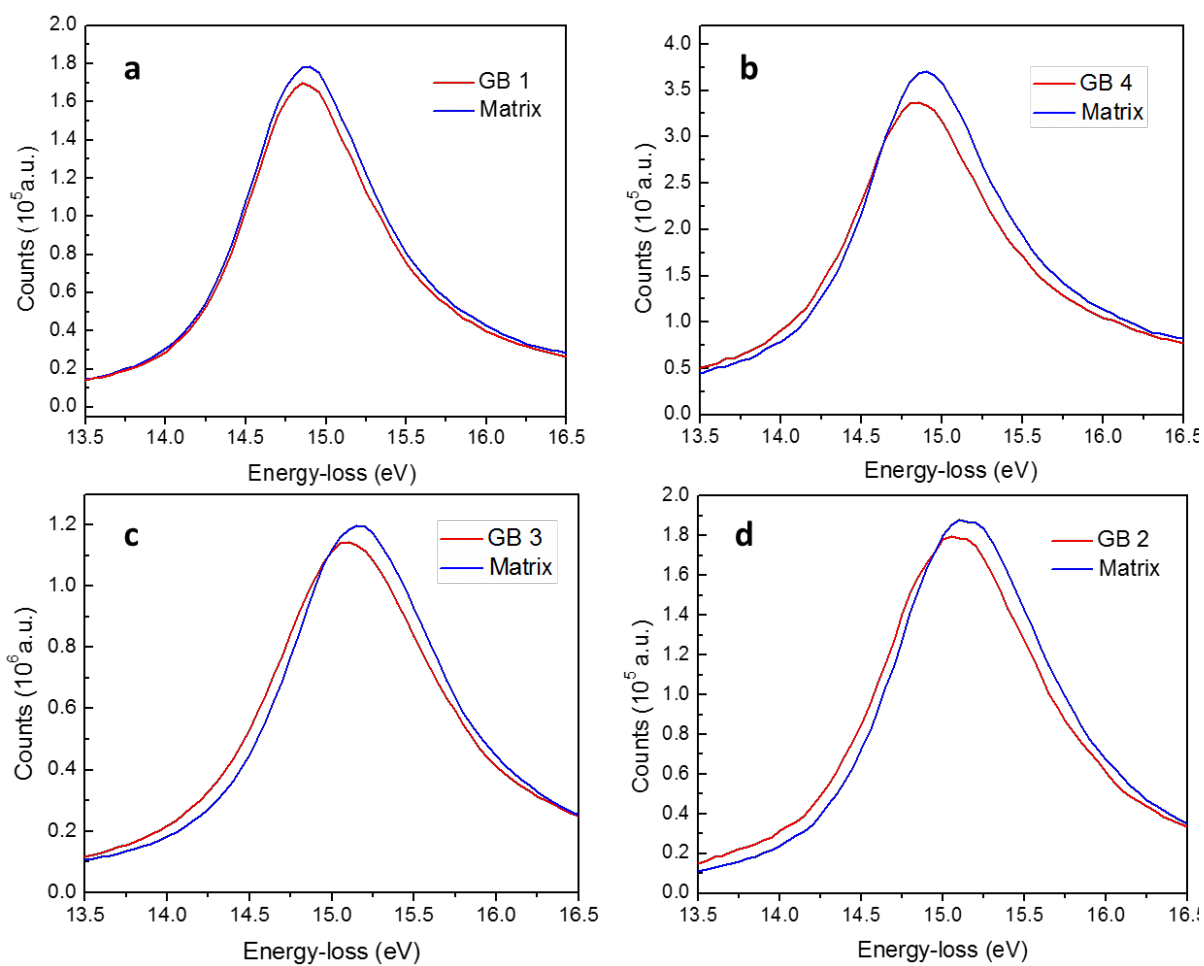 a
GB 1
Matrix
Counts (10⁵a.u.)
2.0
1.8
1.6
1.4
1.2
1.0
0.8
0.6
0.4
0.2
0.0
13.5 14.0 14.5 15.0 15.5 16.0 16.5
Energy-loss (eV)
b
GB 4
Matrix
Counts (10⁵a.u.)
4.0
3.5
3.0
2.5
2.0
1.5
1.0
0.5
0.0
13.5 14.0 14.5 15.0 15.5 16.0 16.5
Energy-loss (eV)
c
GB 3
Matrix
Counts (10⁶a.u.)
1.2
1.0
0.8
0.6
0.4
0.2
0.0
13.5 14.0 14.5 15.0 15.5 16.0 16.5
Energy-loss (eV)
d
GB 2
Matrix
Counts (10⁵ a.u.)
2.0
1.8
1.6
1.4
1.2
1.0
0.8
0.6
0.4
0.2
0.0
13.5 14.0 14.5 15.0 15.5 16.0 16.5
Energy-loss (eV)